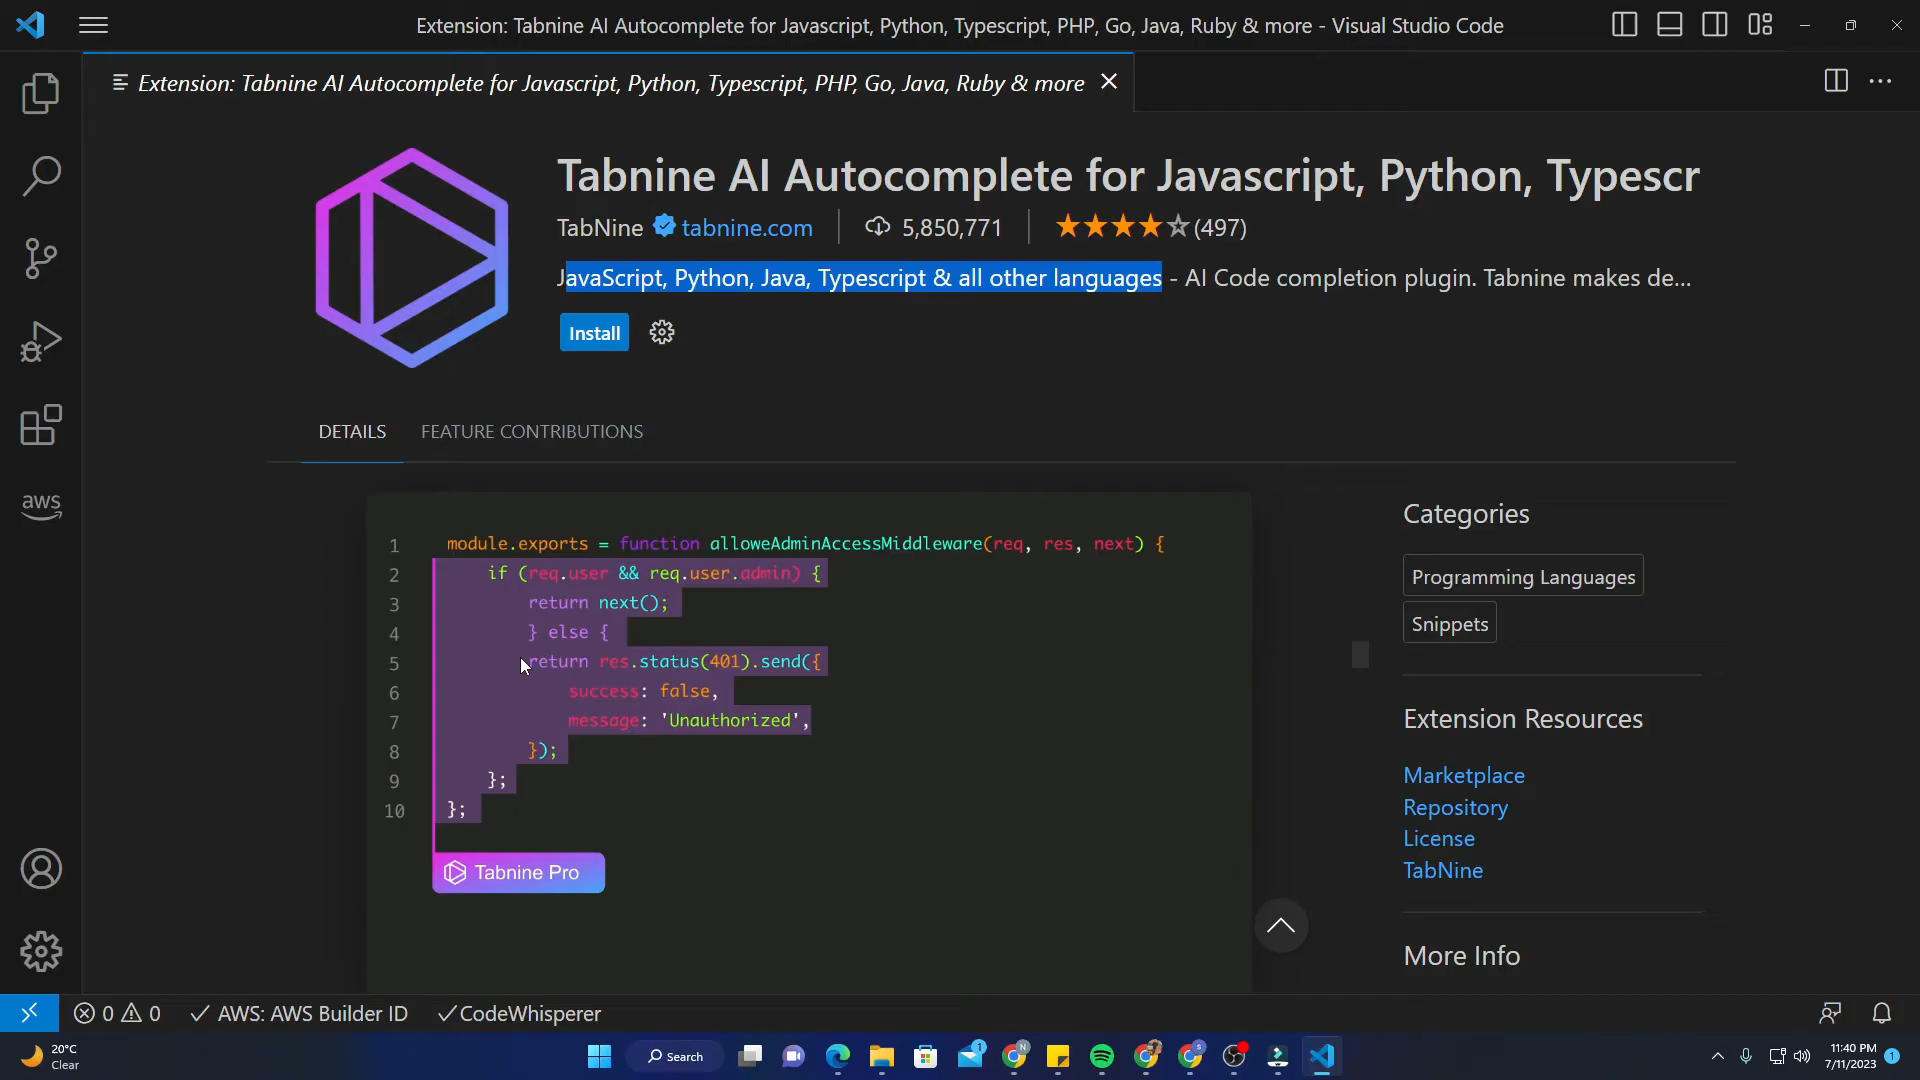 Extension: Tabnine AI Autocomplete for Javascript, Python, Typescript, PHP, Go, Java, Ruby & more - Visual Studio Code
Extension: Tabnine AI Autocomplete for Javascript, Python, Typescript, PHP, Go, Java, Ruby & more
Tabnine AI Autocomplete for Javascript, Python, Typescr
TabNine tabnine.com 5,850,771 (497)
JavaScript, Python, Java, Typescript & all other languages - AI Code completion plugin. Tabnine makes de...
Install
DETAILS FEATURE CONTRIBUTIONS
aws
1 module.exports = function alloweAdminAccessMiddleware(req, res, next) {
2 if (req.user && req.user.admin) {
3 return next();
4 } else {
5 return res.status(401).send({
6 success: false,
7 message: 'Unauthorized',
8 });
9 };
10 };
Tabnine Pro
Categories
Programming Languages
Snippets
Extension Resources
Marketplace
Repository
License
TabNine
More Info
0 0 AWS: AWS Builder ID CodeWhisperer
20°C
Clear
Search
1
N
S
11:40 PM
7/11/2023
1